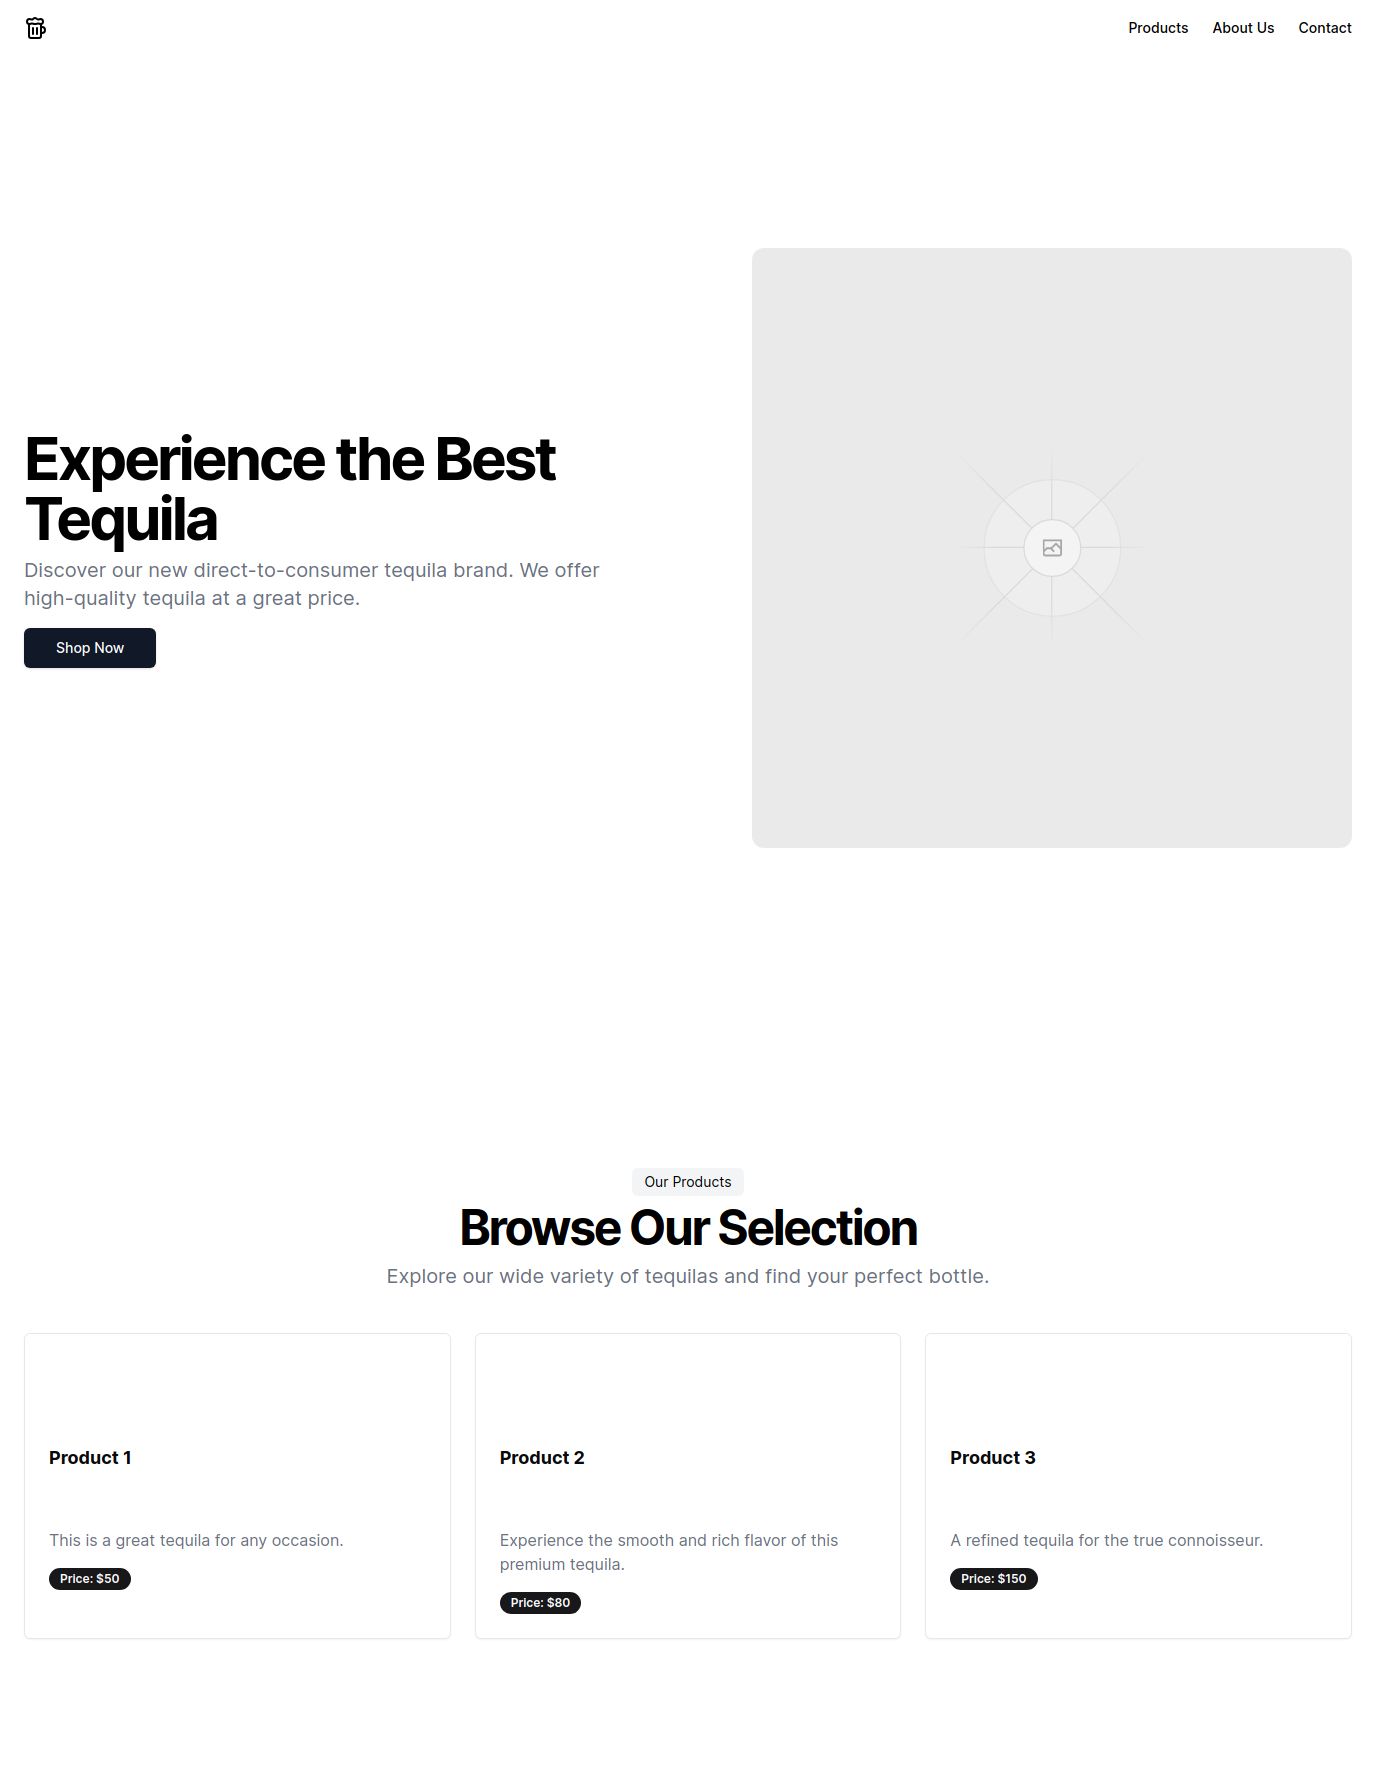 Products About Us Contact
Experience the Best
Tequila
Discover our new direct-to-consumer tequila brand. We offer
high-quality tequila at a great price.
Shop Now
Our Products
Browse Our Selection
Explore our wide variety of tequilas and find your perfect bottle.
Product 1
This is a great tequila for any occasion.
Price: $50
Product 2
Experience the smooth and rich flavor of this
premium tequila.
Price: $80
Product 3
A refined tequila for the true connoisseur.
Price: $150